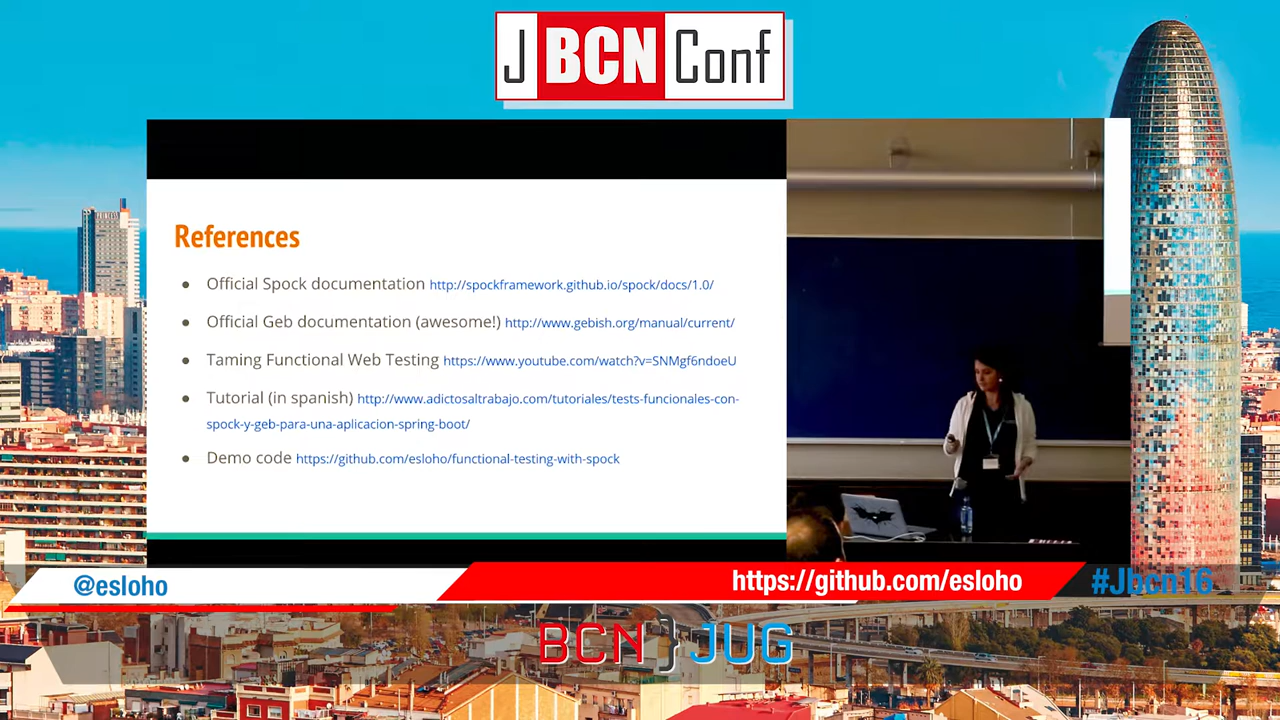 J BCN Conf
References
● Official Spock documentation http://spockframework.github.io/spock/docs/1.0/
● Official Geb documentation (awesome!) http://www.gebish.org/manual/current/
● Taming Functional Web Testing https://www.youtube.com/watch?v=SNMgf6ndoeU
● Tutorial (in spanish) http://www.adictosaltrabajo.com/tutoriales/tests-funcionales-con-
spock-y-geb-para-una-aplicacion-spring-boot/
● Demo code https://github.com/esloho/functional-testing-with-spock
@esloho
https://github.com/esloho
#Jbcn16
BCN}JUG